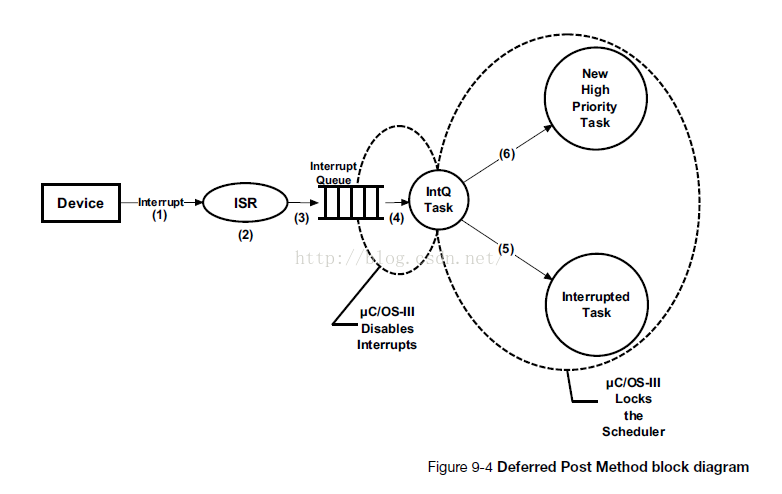 New
High
Priority
Task
(6)
Interrupt
Queue
IntQ
Task
Device
Interrupt
(1)
ISR
(2)
(3)
(4)
(5)
http://blog.csdn.net/
Interrupted
Task
µC/OS-III
Disables
Interrupts
µC/OS-III
Locks
the
Scheduler
Figure 9-4 Deferred Post Method block diagram